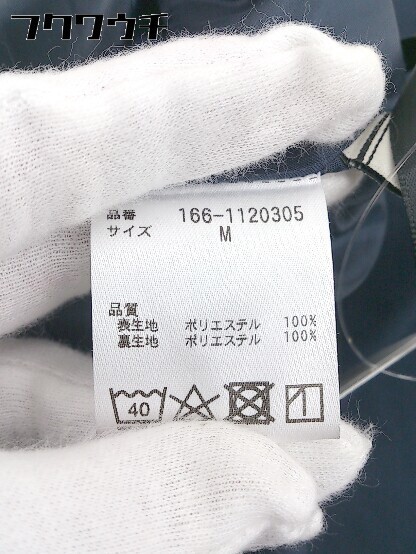 フクワウチ
品番 166-1120305
サイズ M
品質
表生地 ポリエステル 100%
裏生地 ポリエステル 100%
40